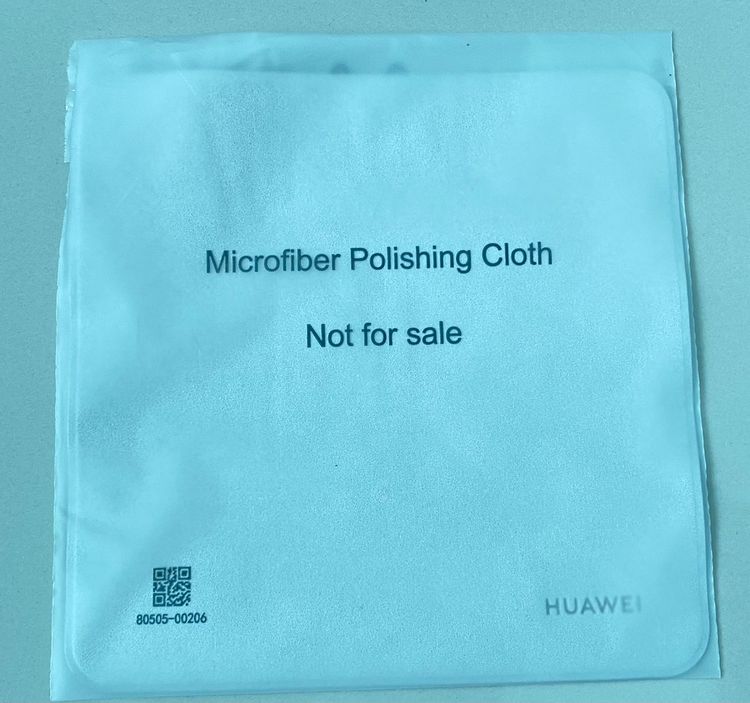 Microfiber Polishing Cloth
Not for sale
80505-00206
HUAWEI